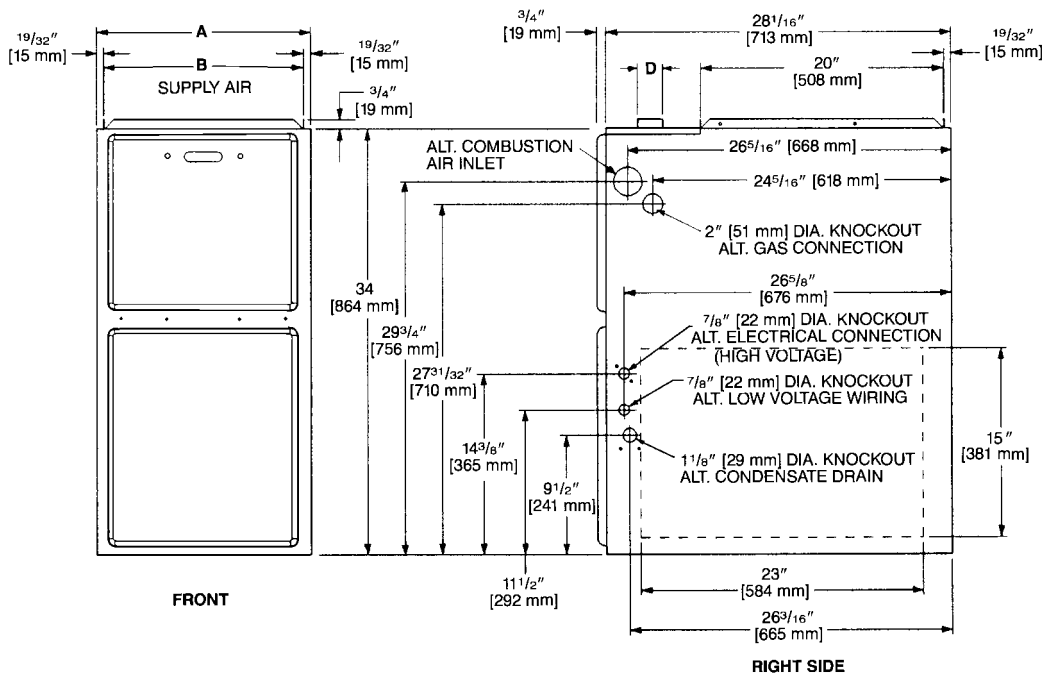 A
19/32"
[15 mm]
19/32"
[15 mm]
B
SUPPLY AIR
3/4"
[19 mm]
3/4"
[19 mm]
28 1/16"
[713 mm]
19/32"
[15 mm]
D
20"
[508 mm]
ALT. COMBUSTION
AIR INLET
26 5/16" [668 mm]
24 5/16" [618 mm]
2" [51 mm] DIA. KNOCKOUT
ALT. GAS CONNECTION
34
[864 mm]
26 5/8"
[676 mm]
29 3/4"
[756 mm]
7/8" [22 mm] DIA. KNOCKOUT
ALT. ELECTRICAL CONNECTION
(HIGH VOLTAGE)
27 31/32"
[710 mm]
7/8" [22 mm] DIA. KNOCKOUT
ALT. LOW VOLTAGE WIRING
14 3/8"
[365 mm]
15"
[381 mm]
1 1/8" [29 mm] DIA. KNOCKOUT
ALT. CONDENSATE DRAIN
9 1/2"
[241 mm]
11 1/2"
[292 mm]
23"
[584 mm]
FRONT
26 3/16"
[665 mm]
RIGHT SIDE